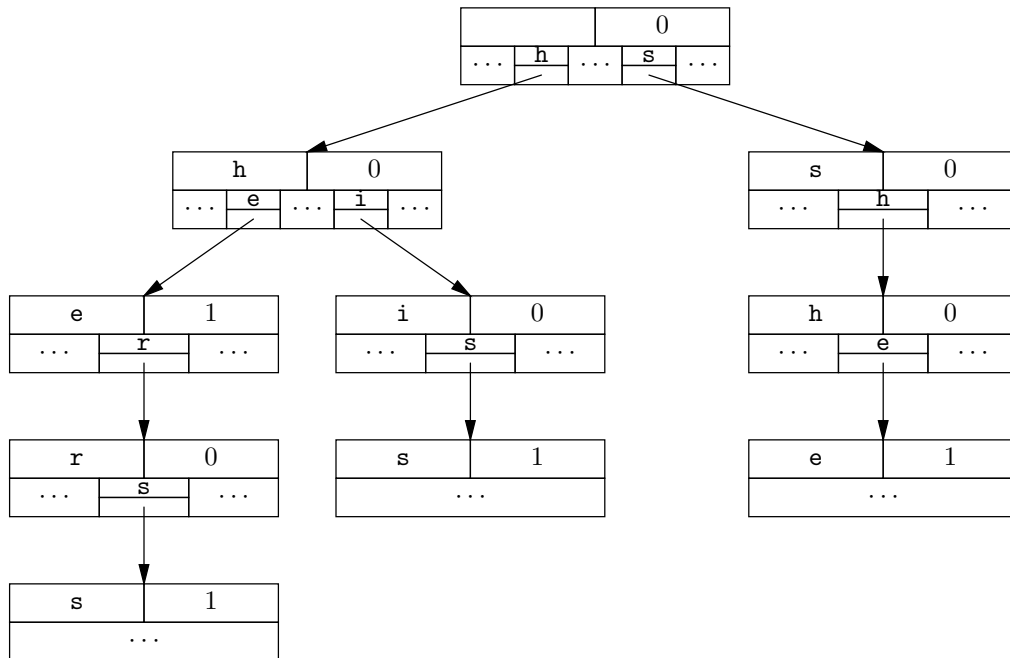 0
··· h ··· s ···
h 0
s 0
··· e ··· i ···
··· h ···
e 1
i 0
h 0
··· r ···
··· s ···
··· e ···
r 0
s 1
e 1
··· s ···
···
···
s 1
···